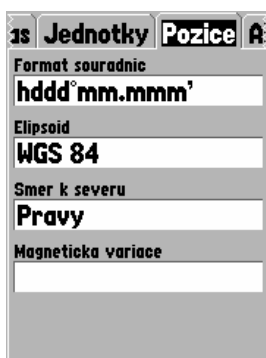 as Jednotky Pozice A
Format souradnic
hddd°mm.mmm'
Elipsoid
WGS 84
Smer k severu
Pravy
Magneticka variace